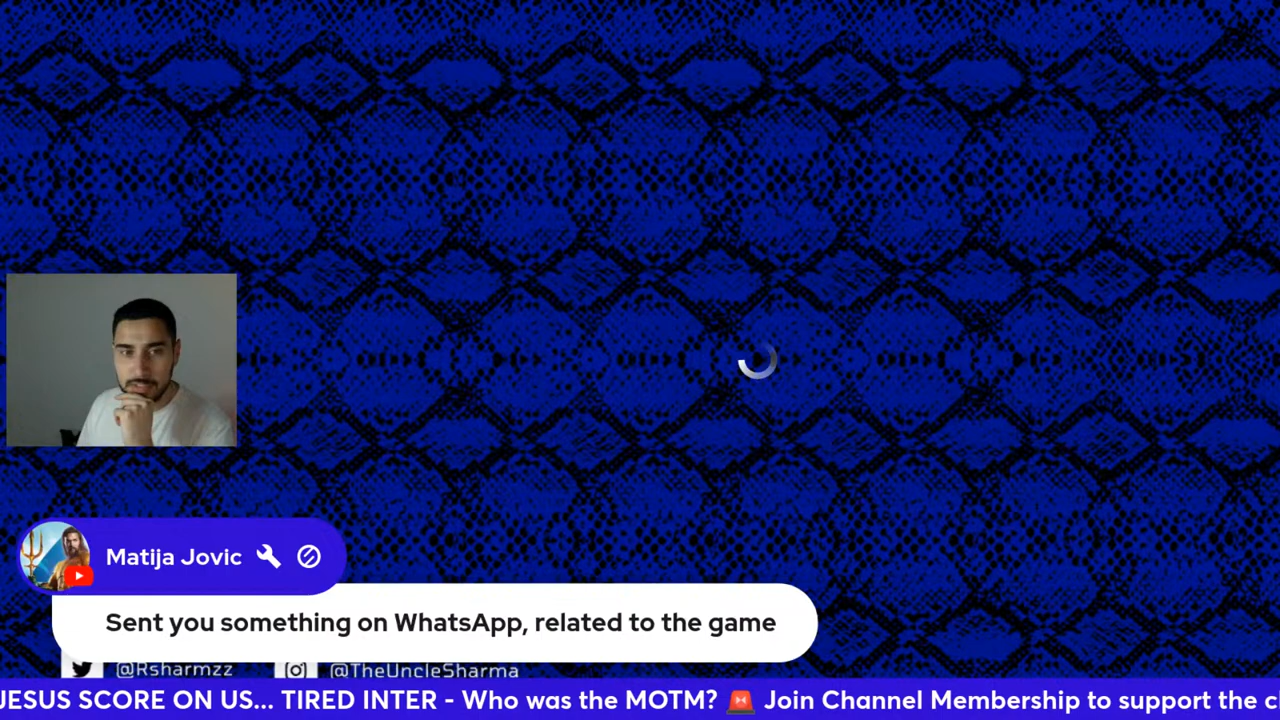 Matija Jovic
Sent you something on WhatsApp, related to the game
@Rsharmzz @TheUncleSharma
JESUS SCORE ON US... TIRED INTER - Who was the MOTM? 🚨 Join Channel Membership to support the c